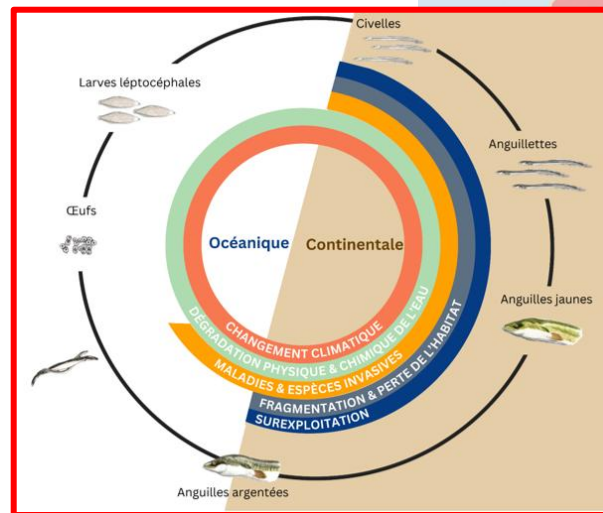 Civelles
Larves léptocéphales
Anguillettes
Œufs
Océanique
Continentale
Anguilles jaunes
CHANGEMENT CLIMATIQUE
DÉGRADATION PHYSIQUE & CHIMIQUE DE L'EAU
MALADIES & ESPÈCES INVASIVES
FRAGMENTATION & PERTE DE L'HABITAT
SUREXPLOITATION
Anguilles argentées